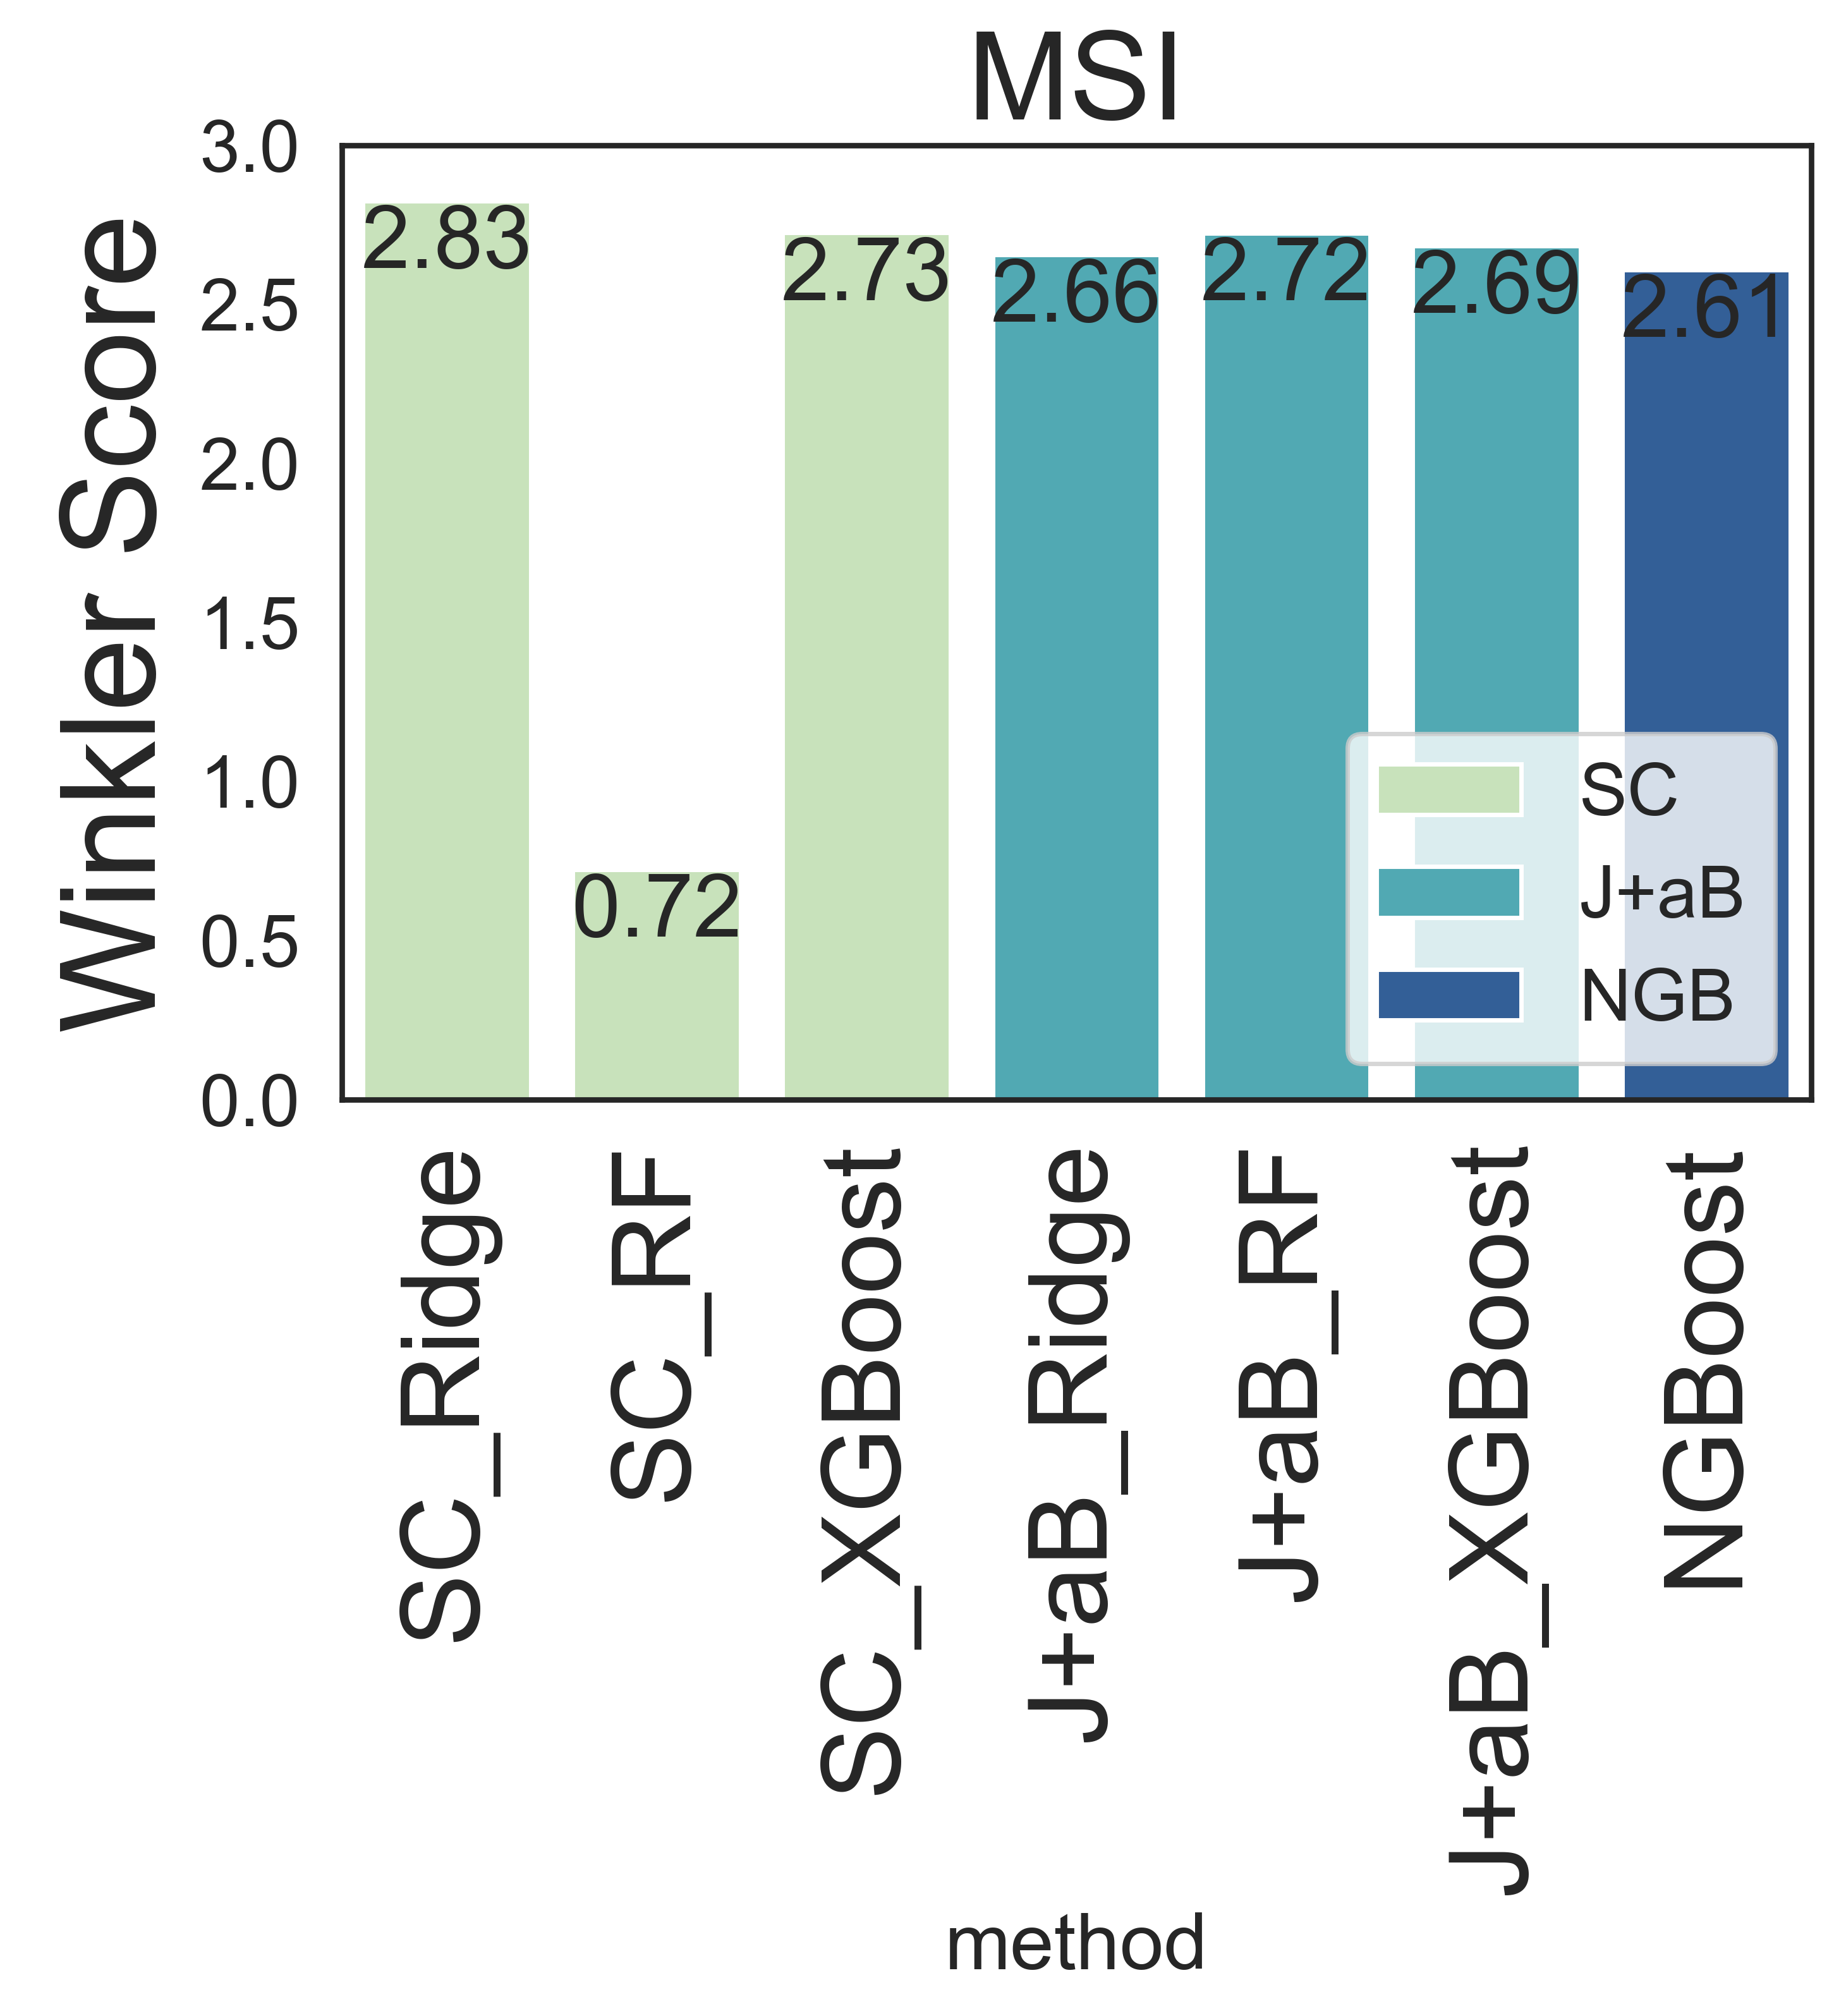 MSI
Winkler Score
3.0
2.5
2.0
1.5
1.0
0.5
0.0
2.83
0.72
2.73
2.66
2.72
2.69
2.61
SC
J+aB
NGB
SC_Ridge
SC_RF
SC_XGBoost
J+aB_Ridge
J+aB_RF
J+aB_XGBoost
NGBoost
method